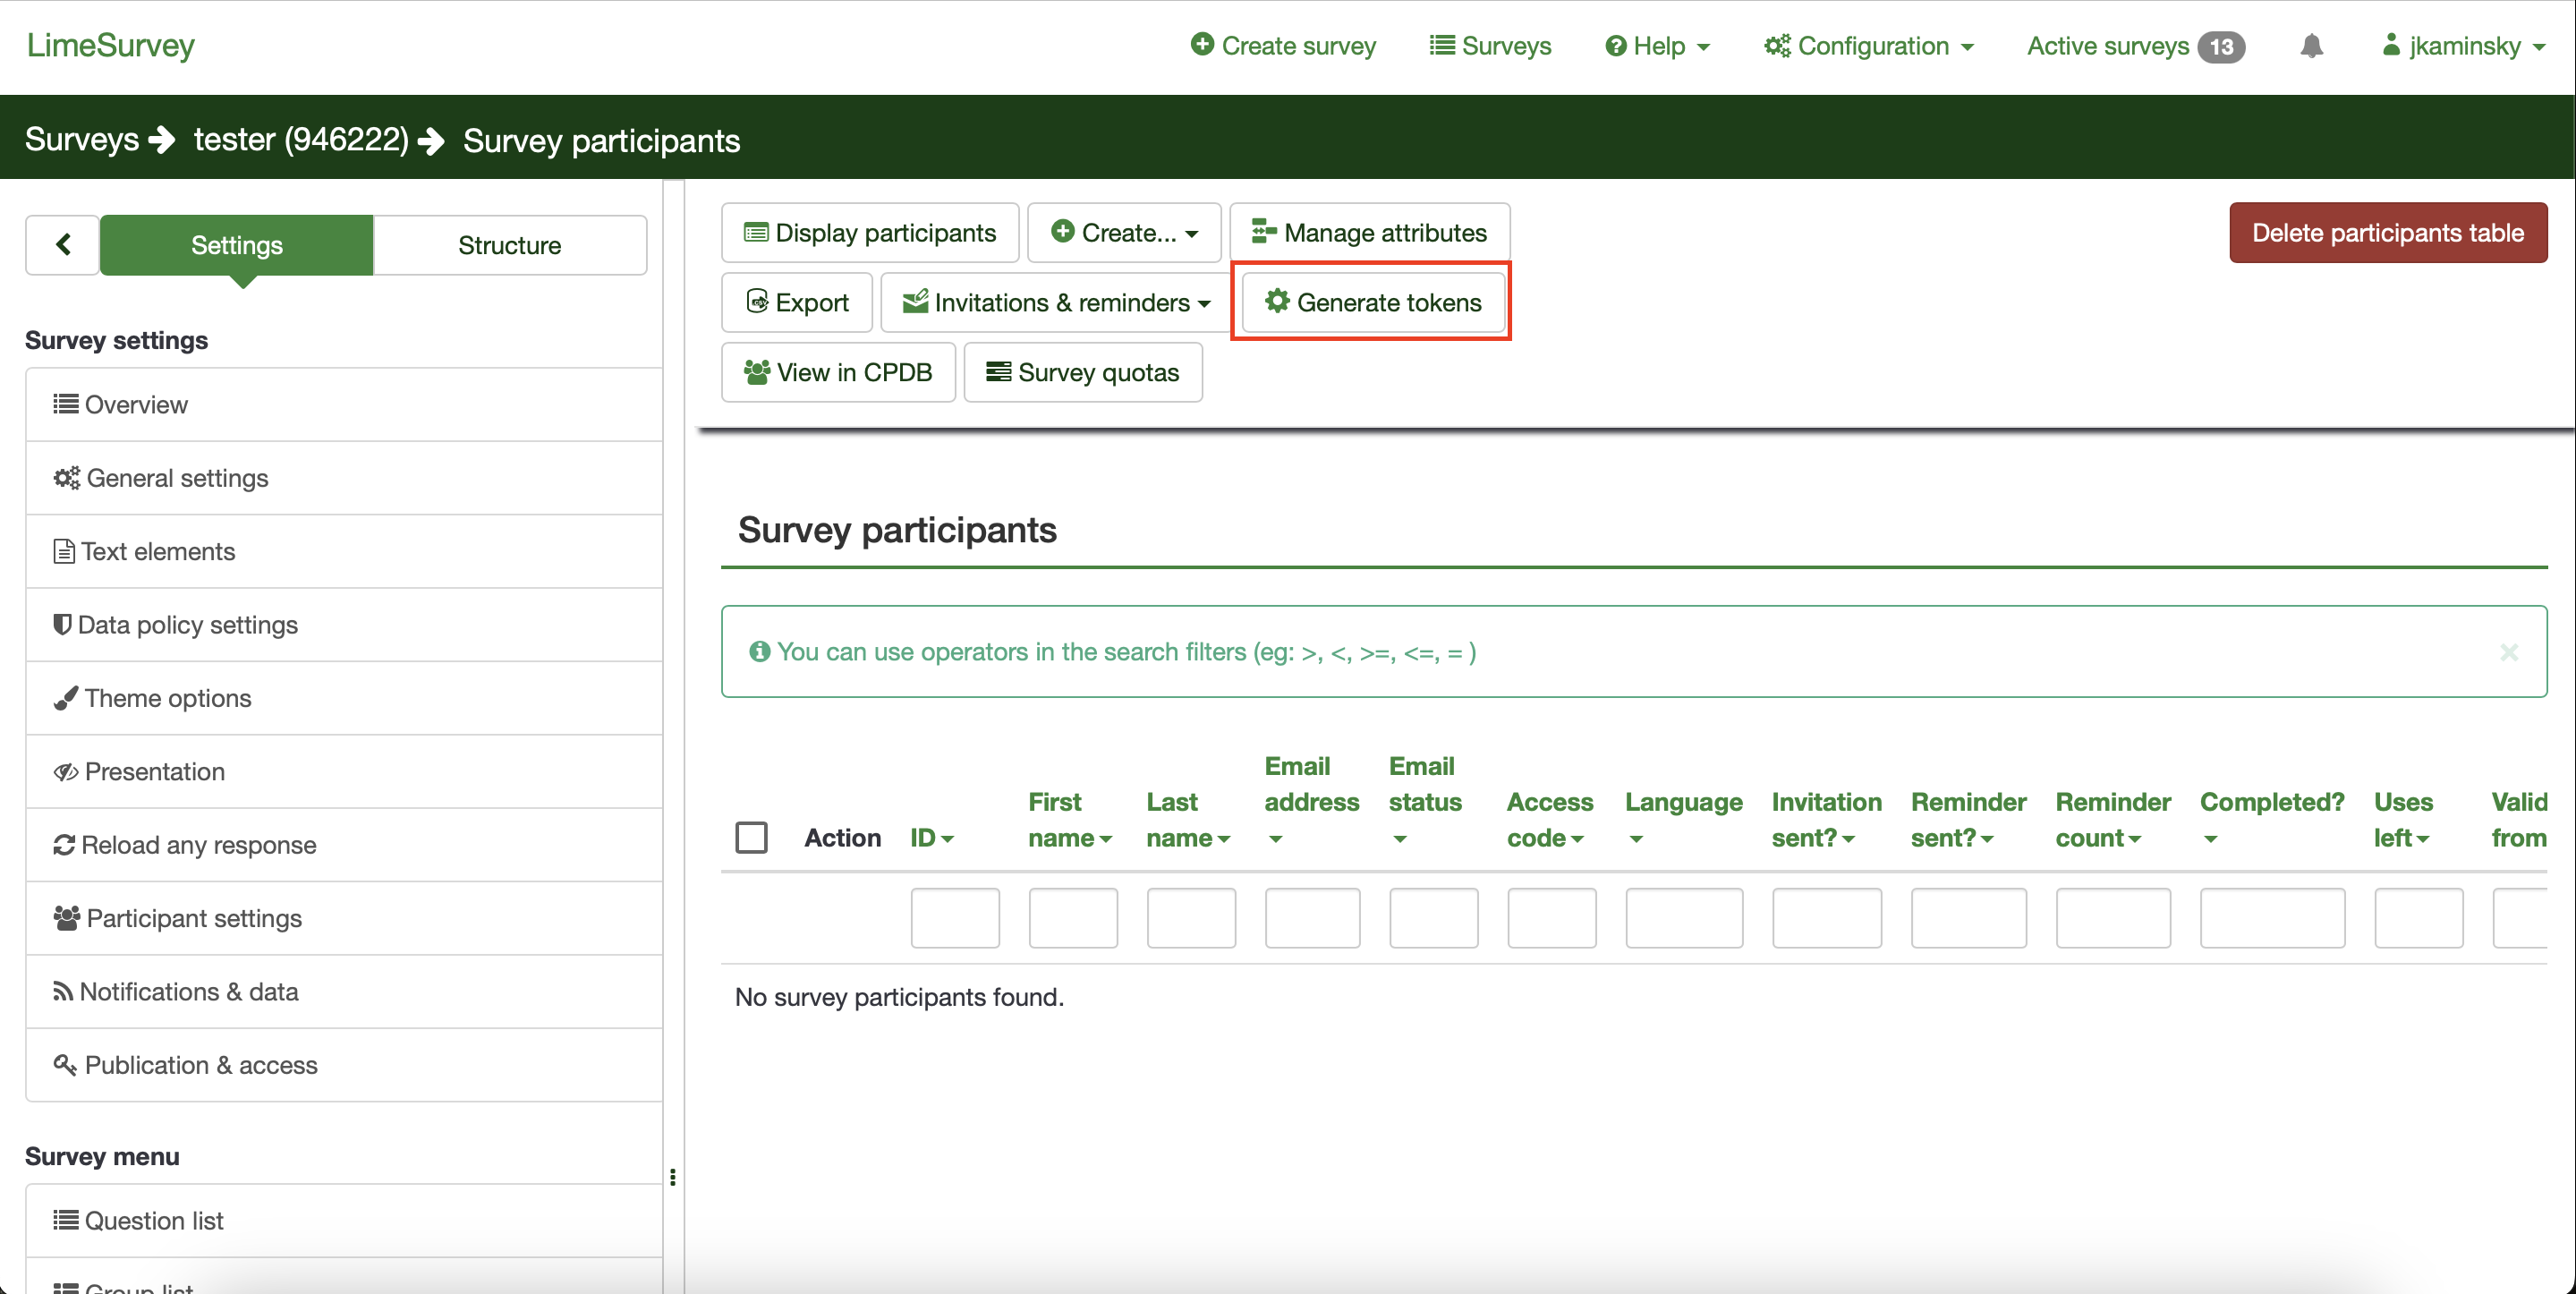 LimeSurvey
Create survey
Surveys
Help
Configuration
Active surveys 13
jkaminsky
Surveys tester (946222) Survey participants
Settings
Structure
Display participants
Create...
Manage attributes
Delete participants table
Export
Invitations & reminders
Generate tokens
View in CPDB
Survey quotas
Survey settings
Overview
General settings
Text elements
Data policy settings
Theme options
Presentation
Reload any response
Participant settings
Notifications & data
Publication & access
Survey menu
Question list
Group list
Survey participants
You can use operators in the search filters (eg: >, <, >=, <=, = )
Action
ID
First
name
Last
name
Email
address
Email
status
Access
code
Language
Invitation
sent?
Reminder
sent?
Reminder
count
Completed?
Uses
left
Valid
from
No survey participants found.